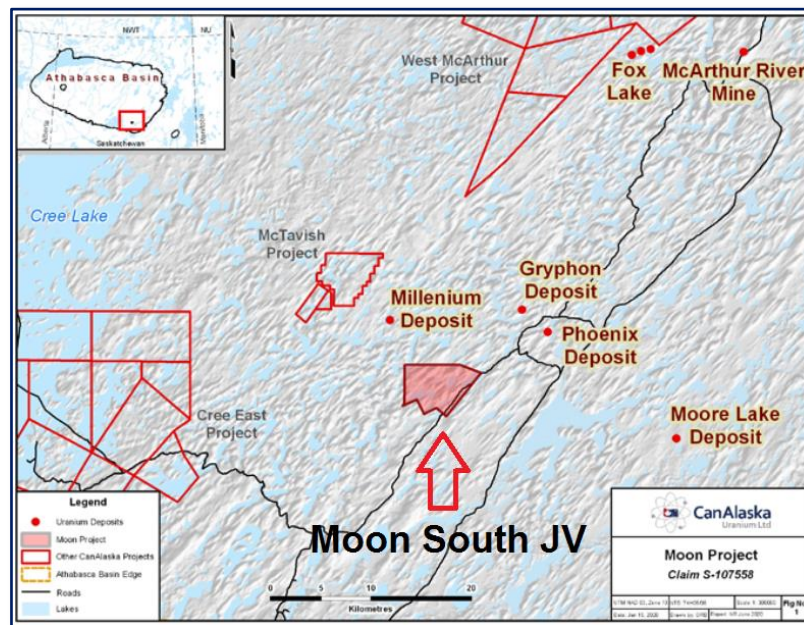 NWT
NU
Athabasca Basin
Alberta
Manitoba
Saskatchewan
West McArthur
Project
Fox
Lake
McArthur River
Mine
Cree Lake
McTavish
Project
Millenium
Deposit
Gryphon
Deposit
Phoenix
Deposit
Cree East
Project
Moore Lake
Deposit
Moon South JV
Legend
Uranium Deposits
Moon Project
Other CanAlaska Projects
Athabasca Basin Edge
Roads
Lakes
0 5 10 20
Kilometres
CanAlaska
Uranium Ltd
Moon Project
Claim S-107558
Fig No
1